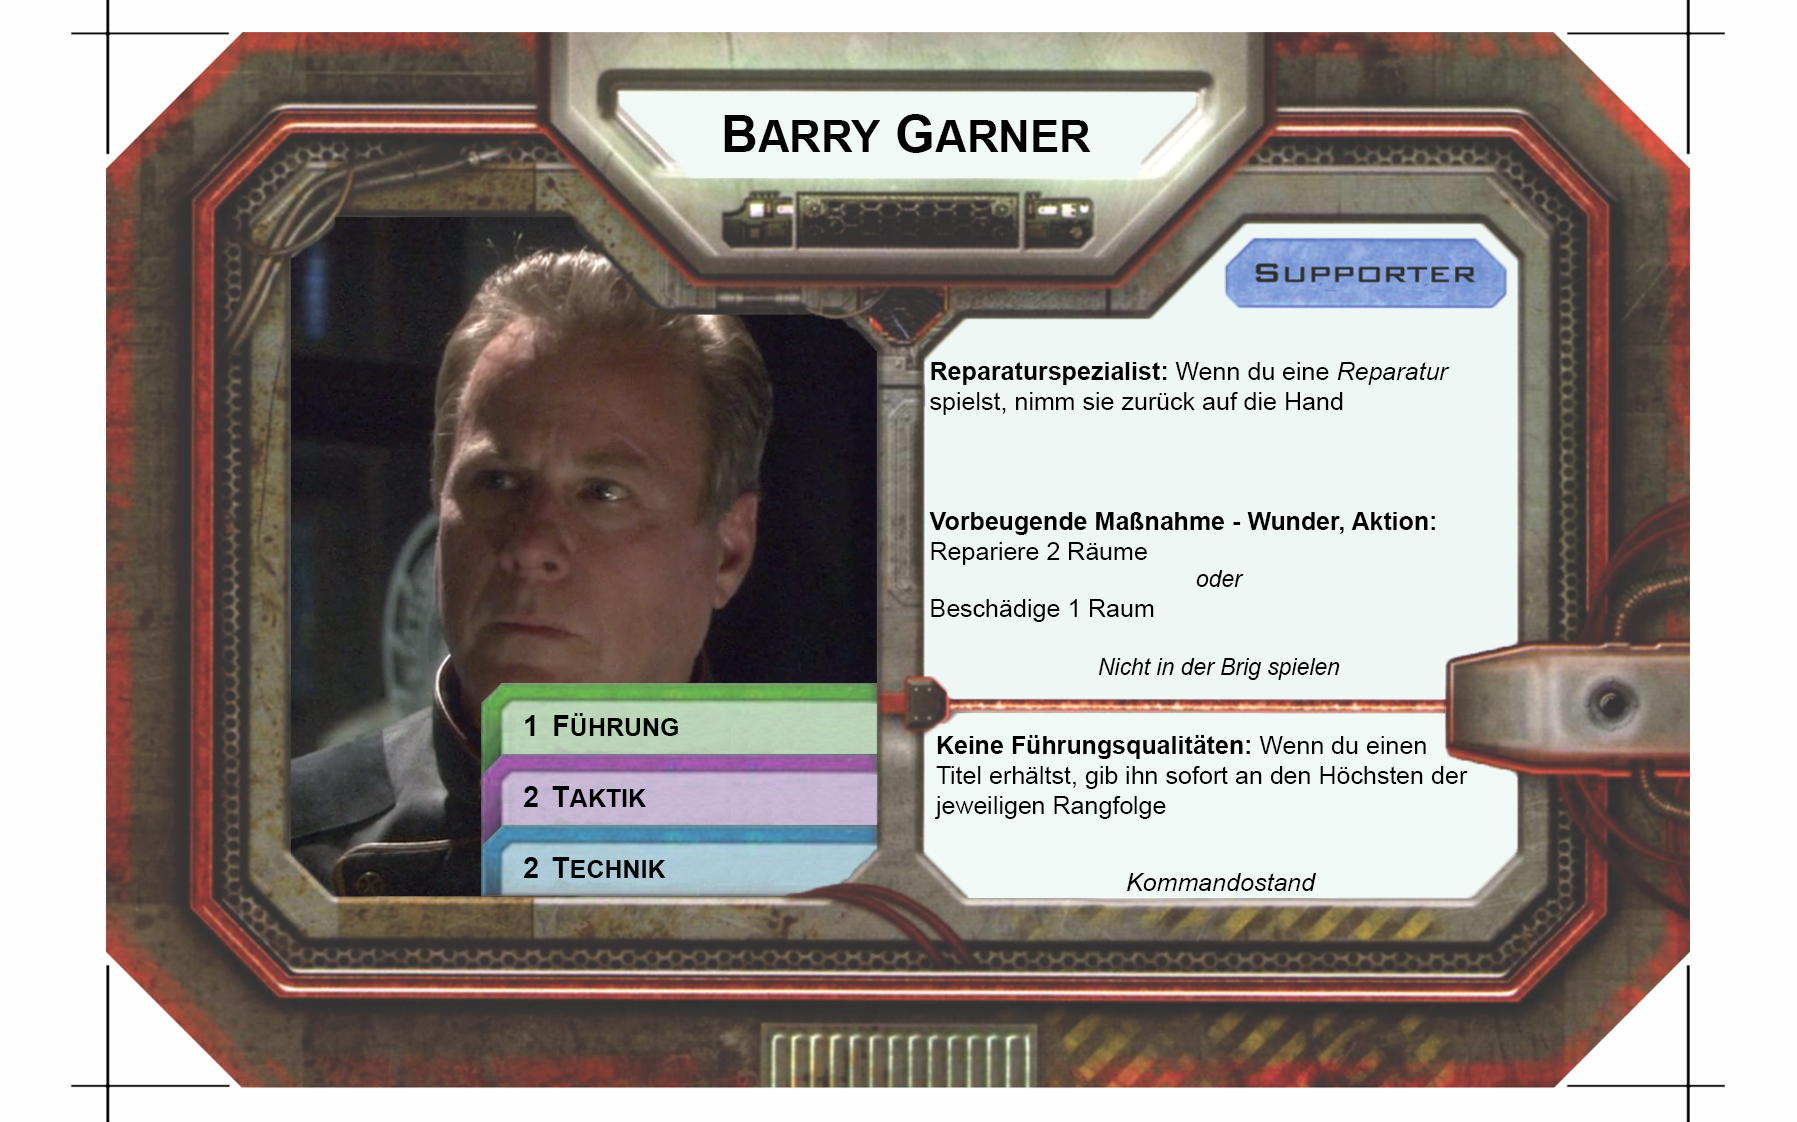 BARRY GARNER
SUPPORTER
Reparaturspezialist: Wenn du eine Reparatur
spielst, nimm sie zurück auf die Hand
Vorbeugende Maßnahme - Wunder, Aktion:
Repariere 2 Räume
oder
Beschädige 1 Raum
Nicht in der Brig spielen
1 FÜHRUNG
2 TAKTIK
2 TECHNIK
Keine Führungsqualitäten: Wenn du einen
Titel erhältst, gib ihn sofort an den Höchsten der
jeweiligen Rangfolge
Kommandostand